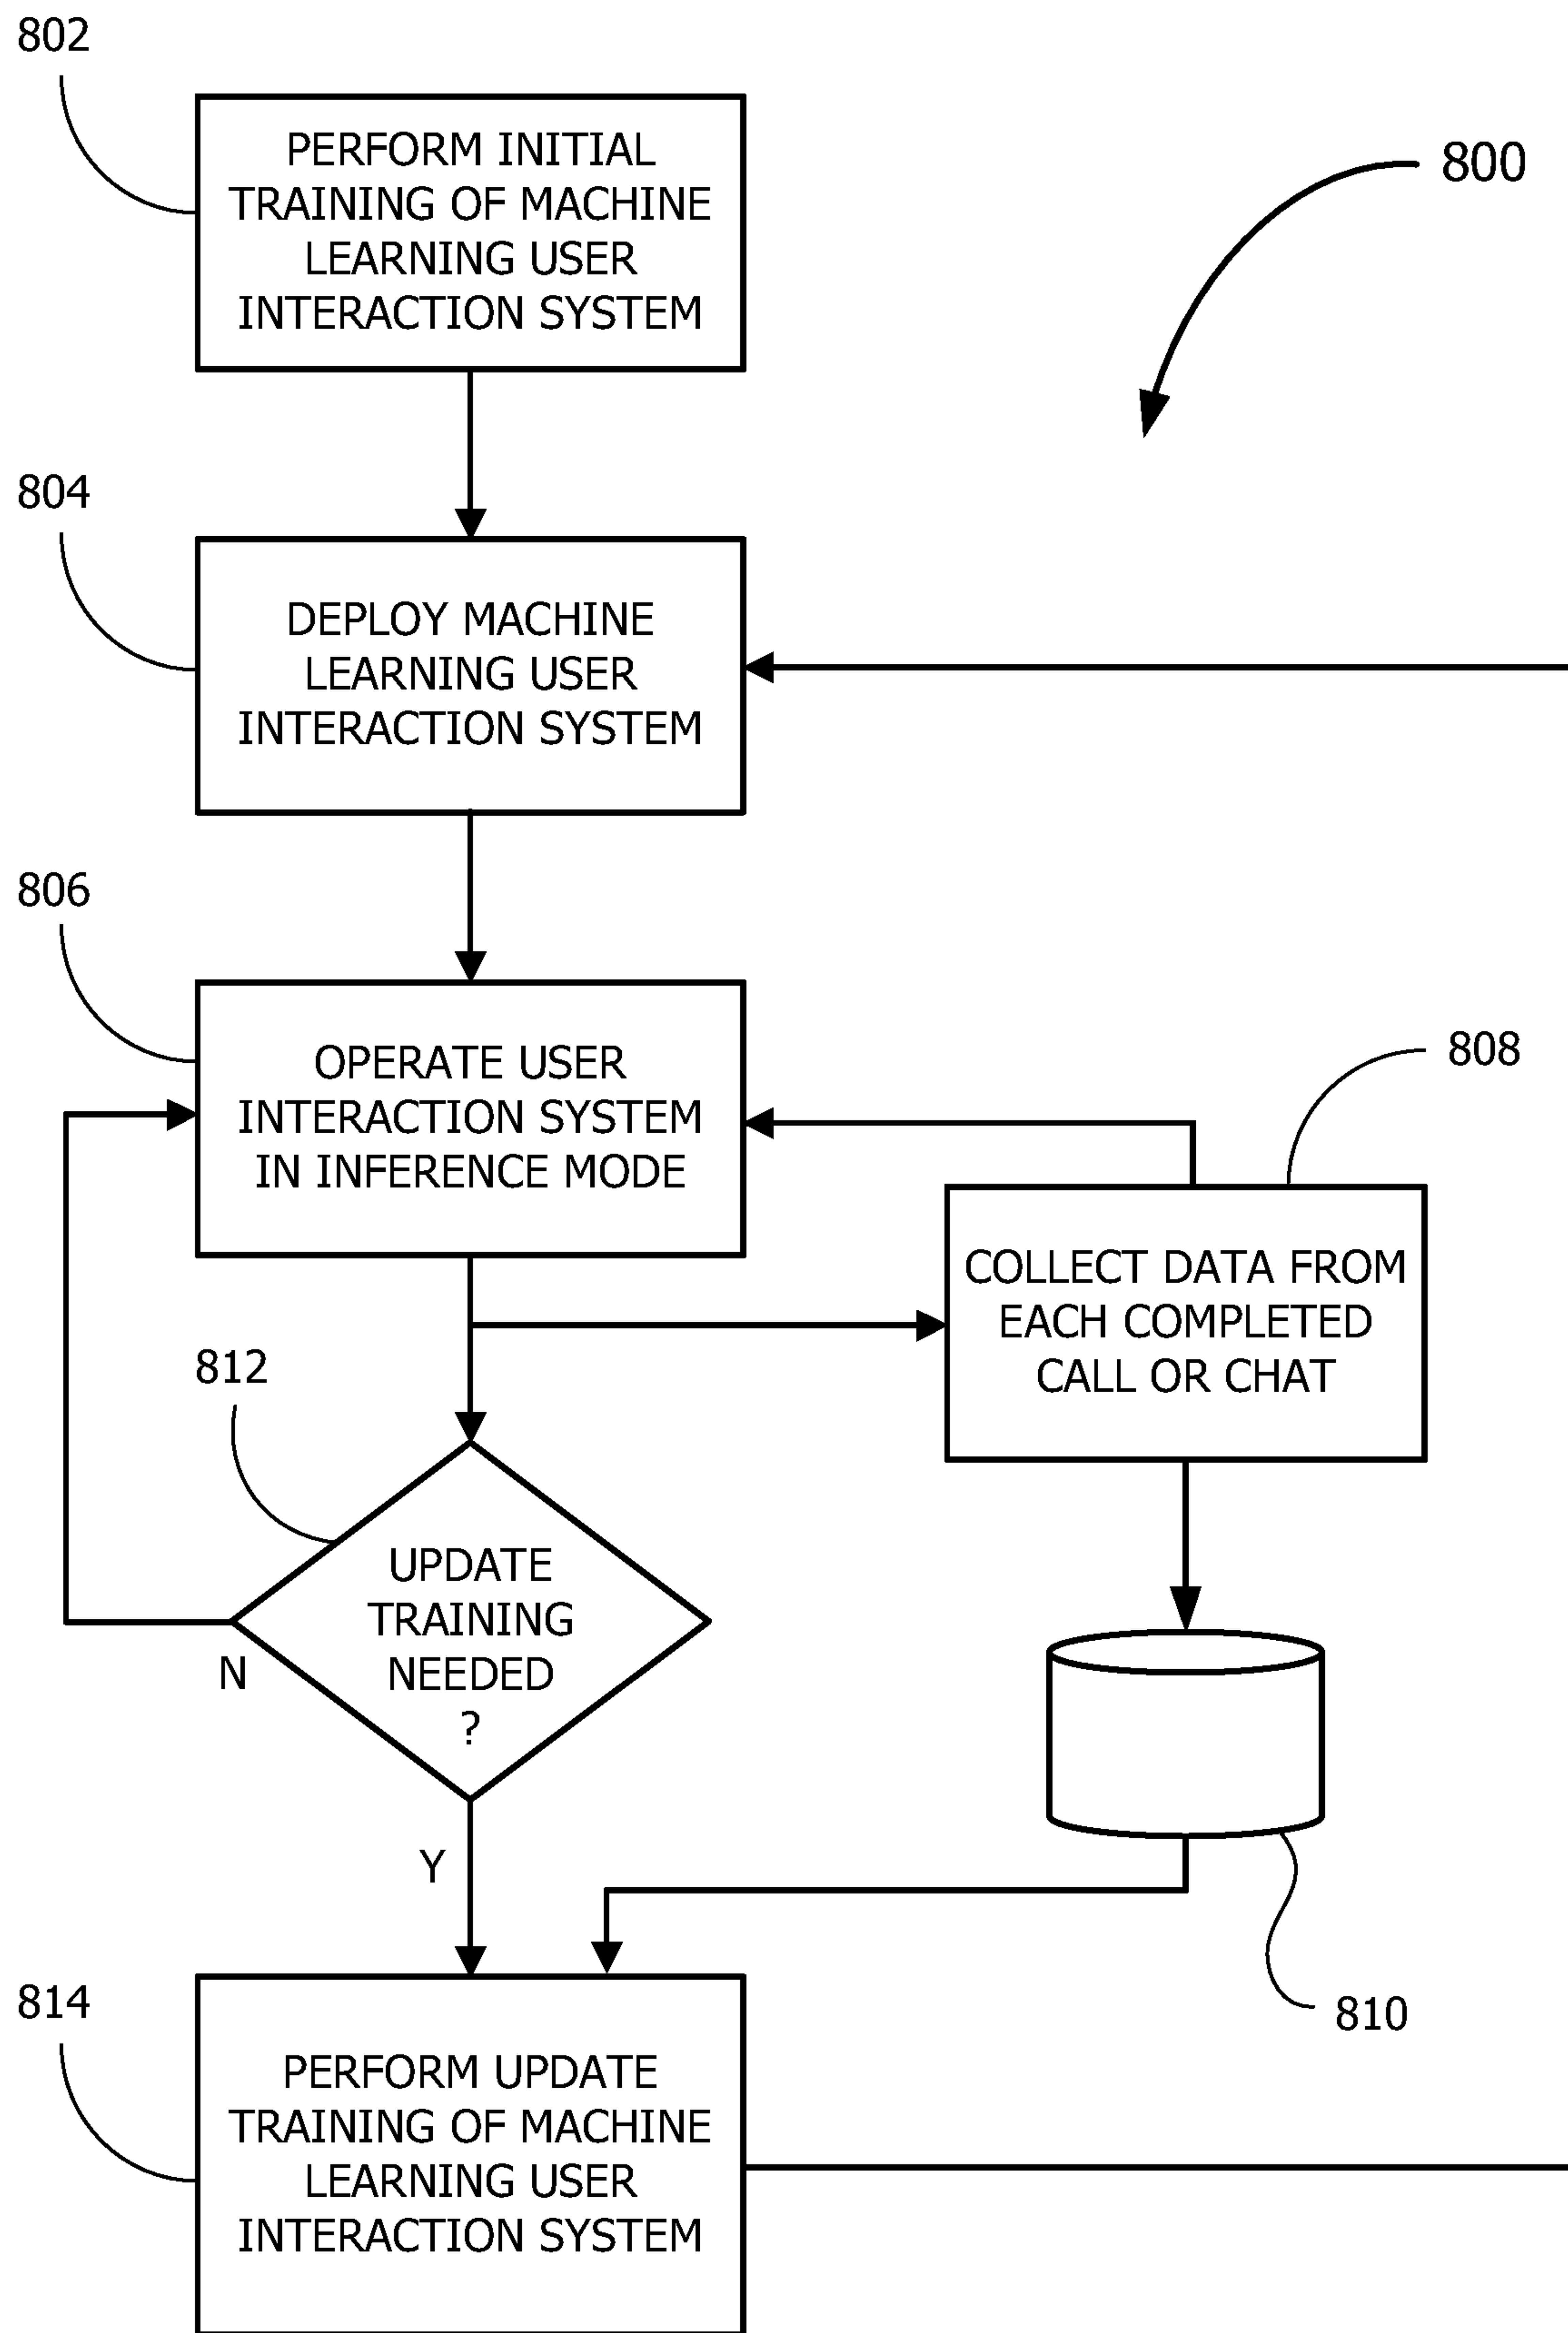 802
PERFORM INITIAL
TRAINING OF MACHINE
LEARNING USER
INTERACTION SYSTEM
800
804
DEPLOY MACHINE
LEARNING USER
INTERACTION SYSTEM
806
OPERATE USER
INTERACTION SYSTEM
IN INFERENCE MODE
808
COLLECT DATA FROM
EACH COMPLETED
CALL OR CHAT
812
UPDATE
TRAINING
NEEDED
?
N
Y
810
814
PERFORM UPDATE
TRAINING OF MACHINE
LEARNING USER
INTERACTION SYSTEM